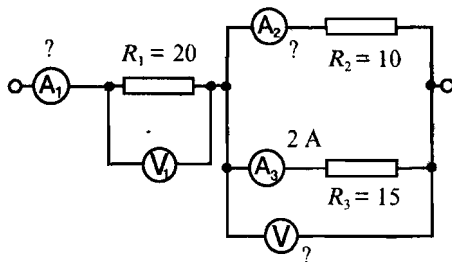 ?
A₁
R₁ = 20
V₁
A₂
?
R₂ = 10
2 A
A₃
R₃ = 15
V
?